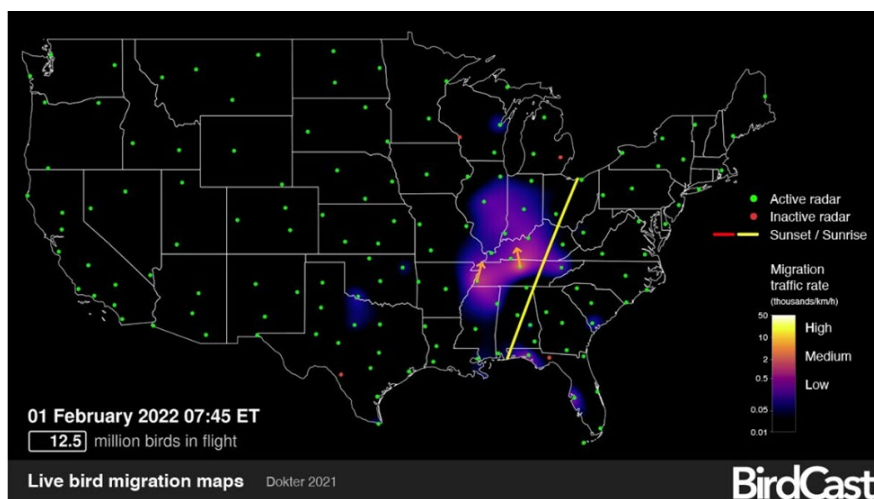 Active radar
Inactive radar
Sunset / Sunrise
Migration
traffic rate
(thousands/km/h)
50
10
2
0.5
0.05
0.01
High
Medium
Low
01 February 2022 07:45 ET
12.5 million birds in flight
Live bird migration maps Dokter 2021
BirdCast